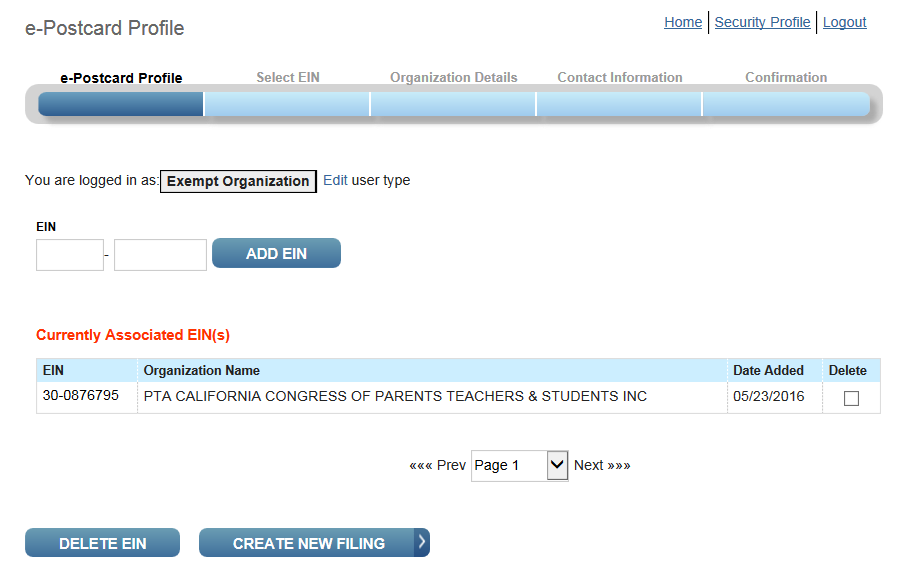 e-Postcard Profile
Home Security Profile Logout
e-Postcard Profile Select EIN Organization Details Contact Information Confirmation
You are logged in as: Exempt Organization Edit user type
EIN
- ADD EIN
Currently Associated EIN(s)
EIN Organization Name Date Added Delete
30-0876795 PTA CALIFORNIA CONGRESS OF PARENTS TEACHERS & STUDENTS INC 05/23/2016
««« Prev Page 1 Next »»»
DELETE EIN CREATE NEW FILING